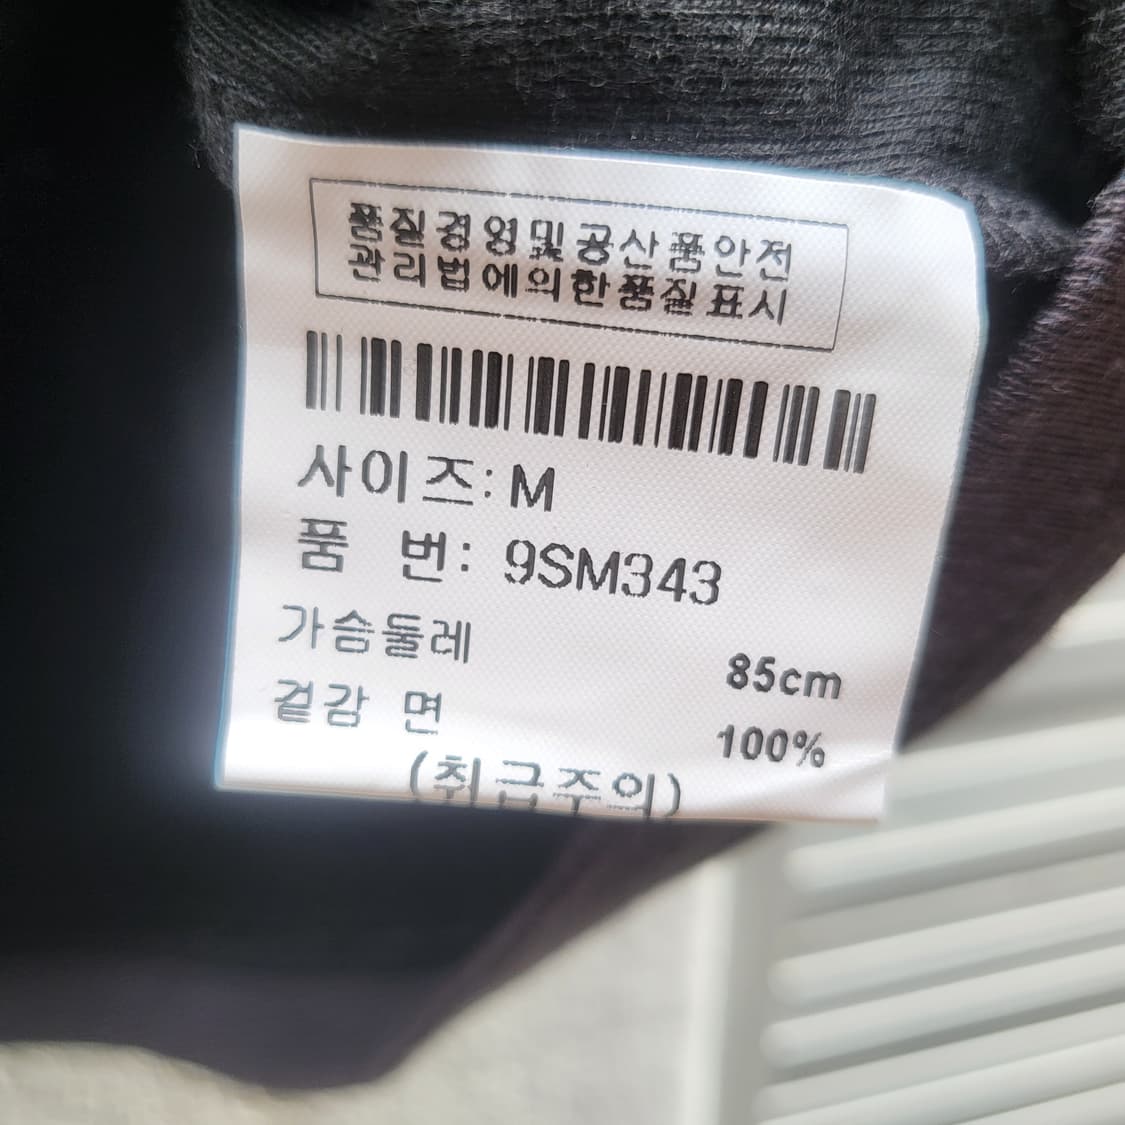 품질경영및공산품안전
관리법에의한품질표시
사이즈: M
품 번: 9SM343
가슴둘레 85cm
겉감 면 100%
(취급주의)